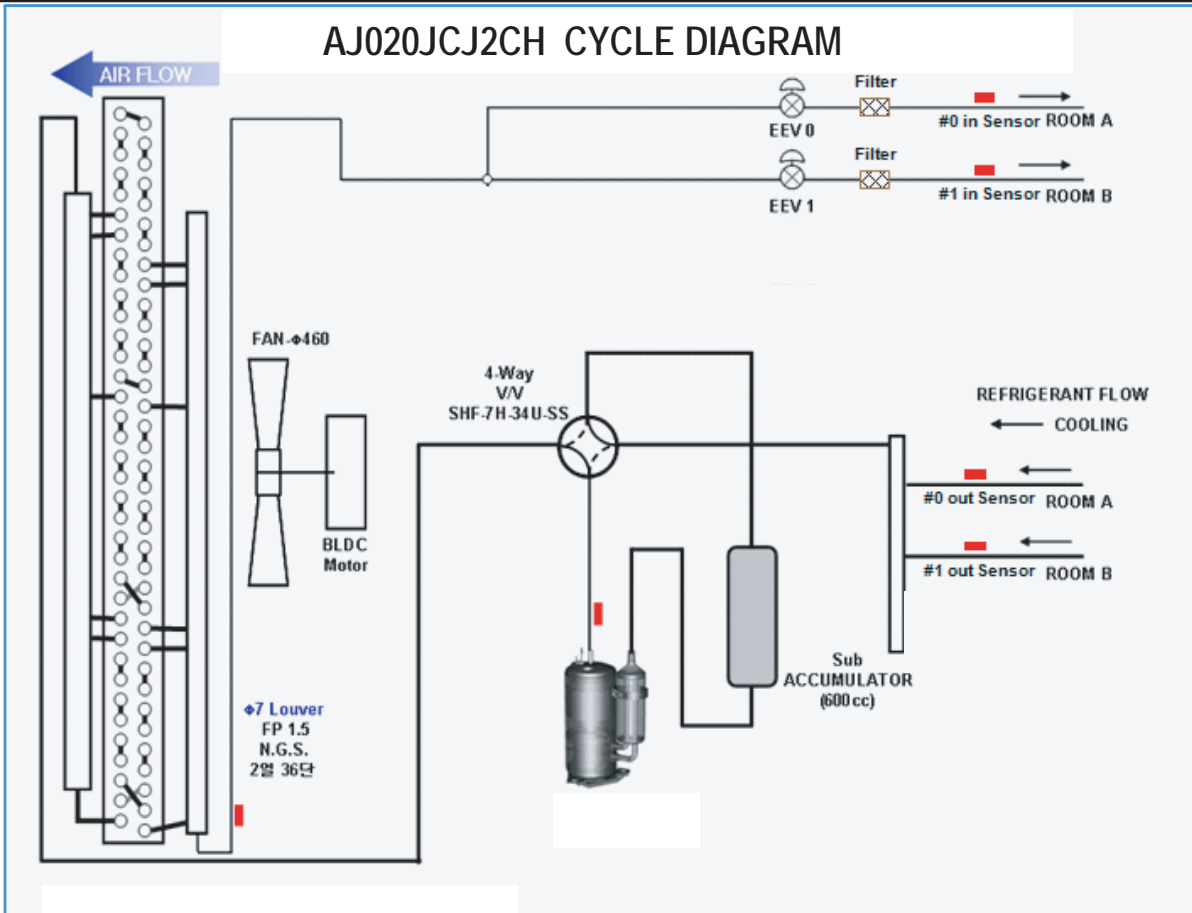 AJ020JCJ2CH CYCLE DIAGRAM
AIR FLOW
Filter
EEV 0
#0 in Sensor ROOM A
Filter
EEV 1
#1 in Sensor ROOM B
FAN-Φ460
4-Way
V/V
SHF-7H-34U-SS
REFRIGERANT FLOW
COOLING
#0 out Sensor ROOM A
BLDC
Motor
#1 out Sensor ROOM B
Sub
ACCUMULATOR
(600cc)
Φ7 Louver
FP 1.5
N.G.S.
2열 36단